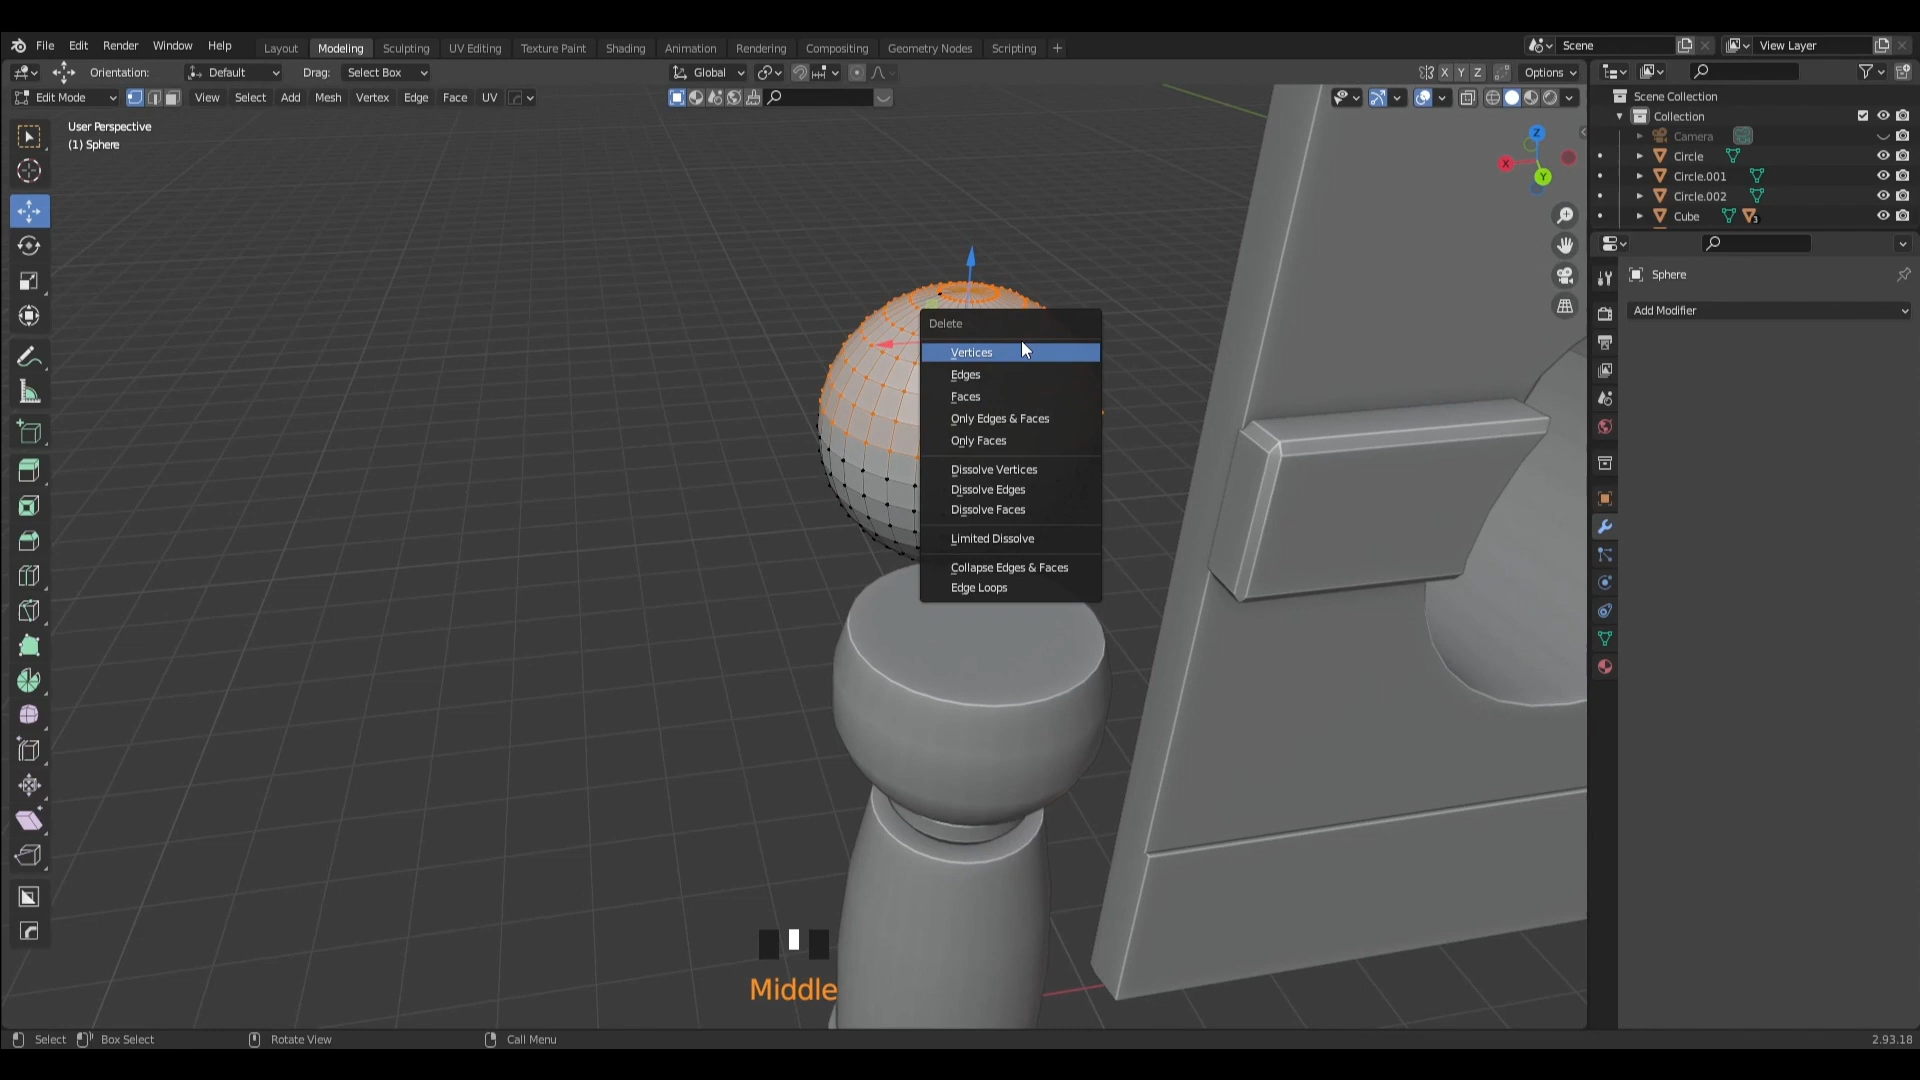 File Edit Render Window Help
Layout Modeling Sculpting UV Editing Texture Paint Shading Animation Rendering Compositing Geometry Nodes Scripting +
Scene
View Layer
Orientation: Default Drag: Select Box
Global
X Y Z Options
Edit Mode View Select Add Mesh Vertex Edge Face UV
User Perspective
(1) Sphere
Z
X
Y
Scene Collection
Collection
Camera
Circle
Circle.001
Circle.002
Cube 3
Sphere
Add Modifier
Delete
Vertices
Edges
Faces
Only Edges & Faces
Only Faces
Dissolve Vertices
Dissolve Edges
Dissolve Faces
Limited Dissolve
Collapse Edges & Faces
Edge Loops
Middle
Select Box Select Rotate View Call Menu 2.93.18